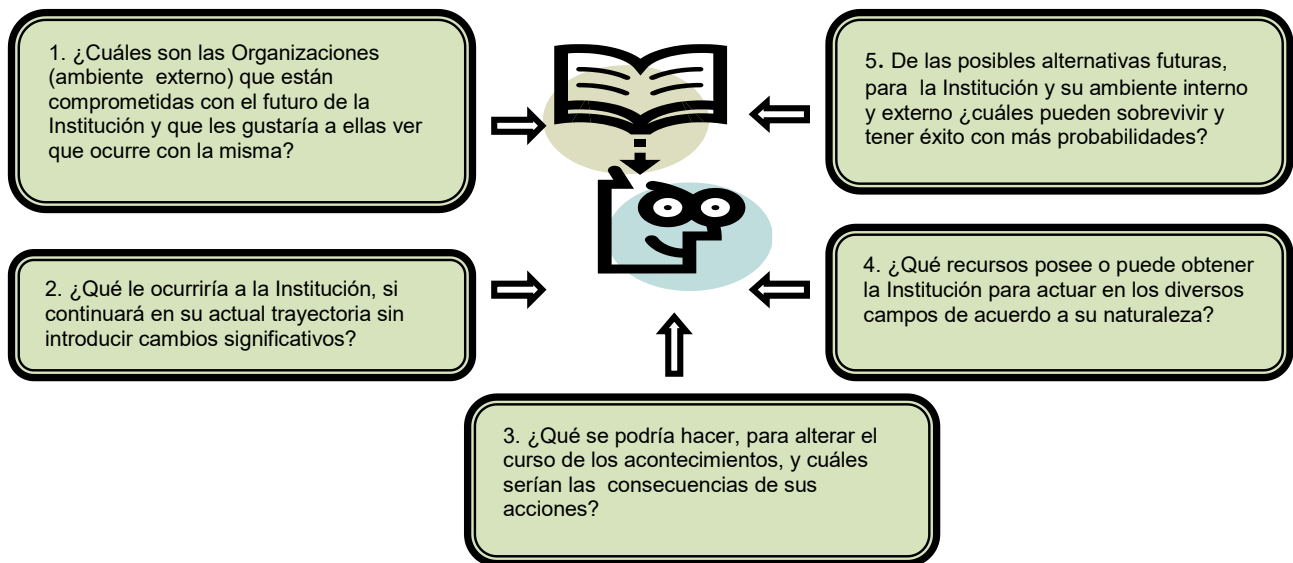 1. ¿Cuáles son las Organizaciones
(ambiente externo) que están
comprometidas con el futuro de la
Institución y que les gustaría a ellas ver
que ocurre con la misma?
2. ¿Qué le ocurriría a la Institución, si
continuará en su actual trayectoria sin
introducir cambios significativos?
3. ¿Qué se podría hacer, para alterar el
curso de los acontecimientos, y cuáles
serían las consecuencias de sus
acciones?
4. ¿Qué recursos posee o puede obtener
la Institución para actuar en los diversos
campos de acuerdo a su naturaleza?
5. De las posibles alternativas futuras,
para la Institución y su ambiente interno
y externo ¿cuáles pueden sobrevivir y
tener éxito con más probabilidades?